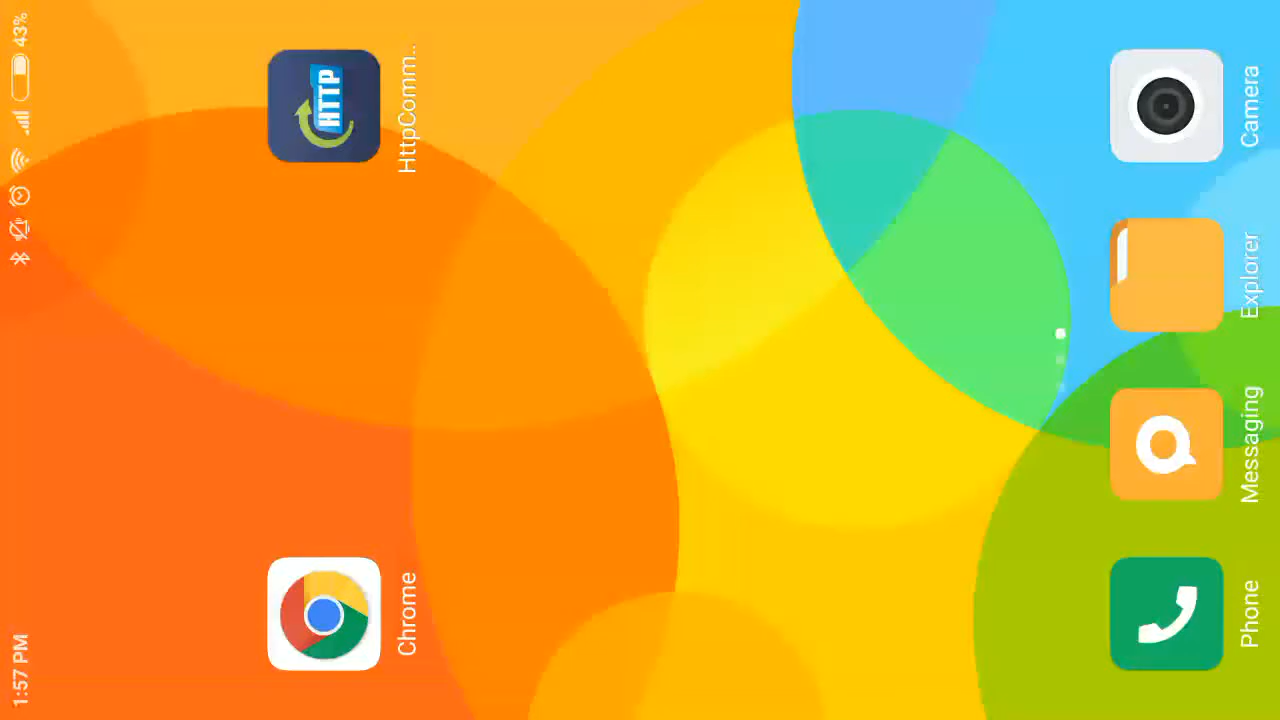 1:57 PM
43%
Chrome
HTTP
HttpComm..
Phone
Messaging
Explorer
Camera